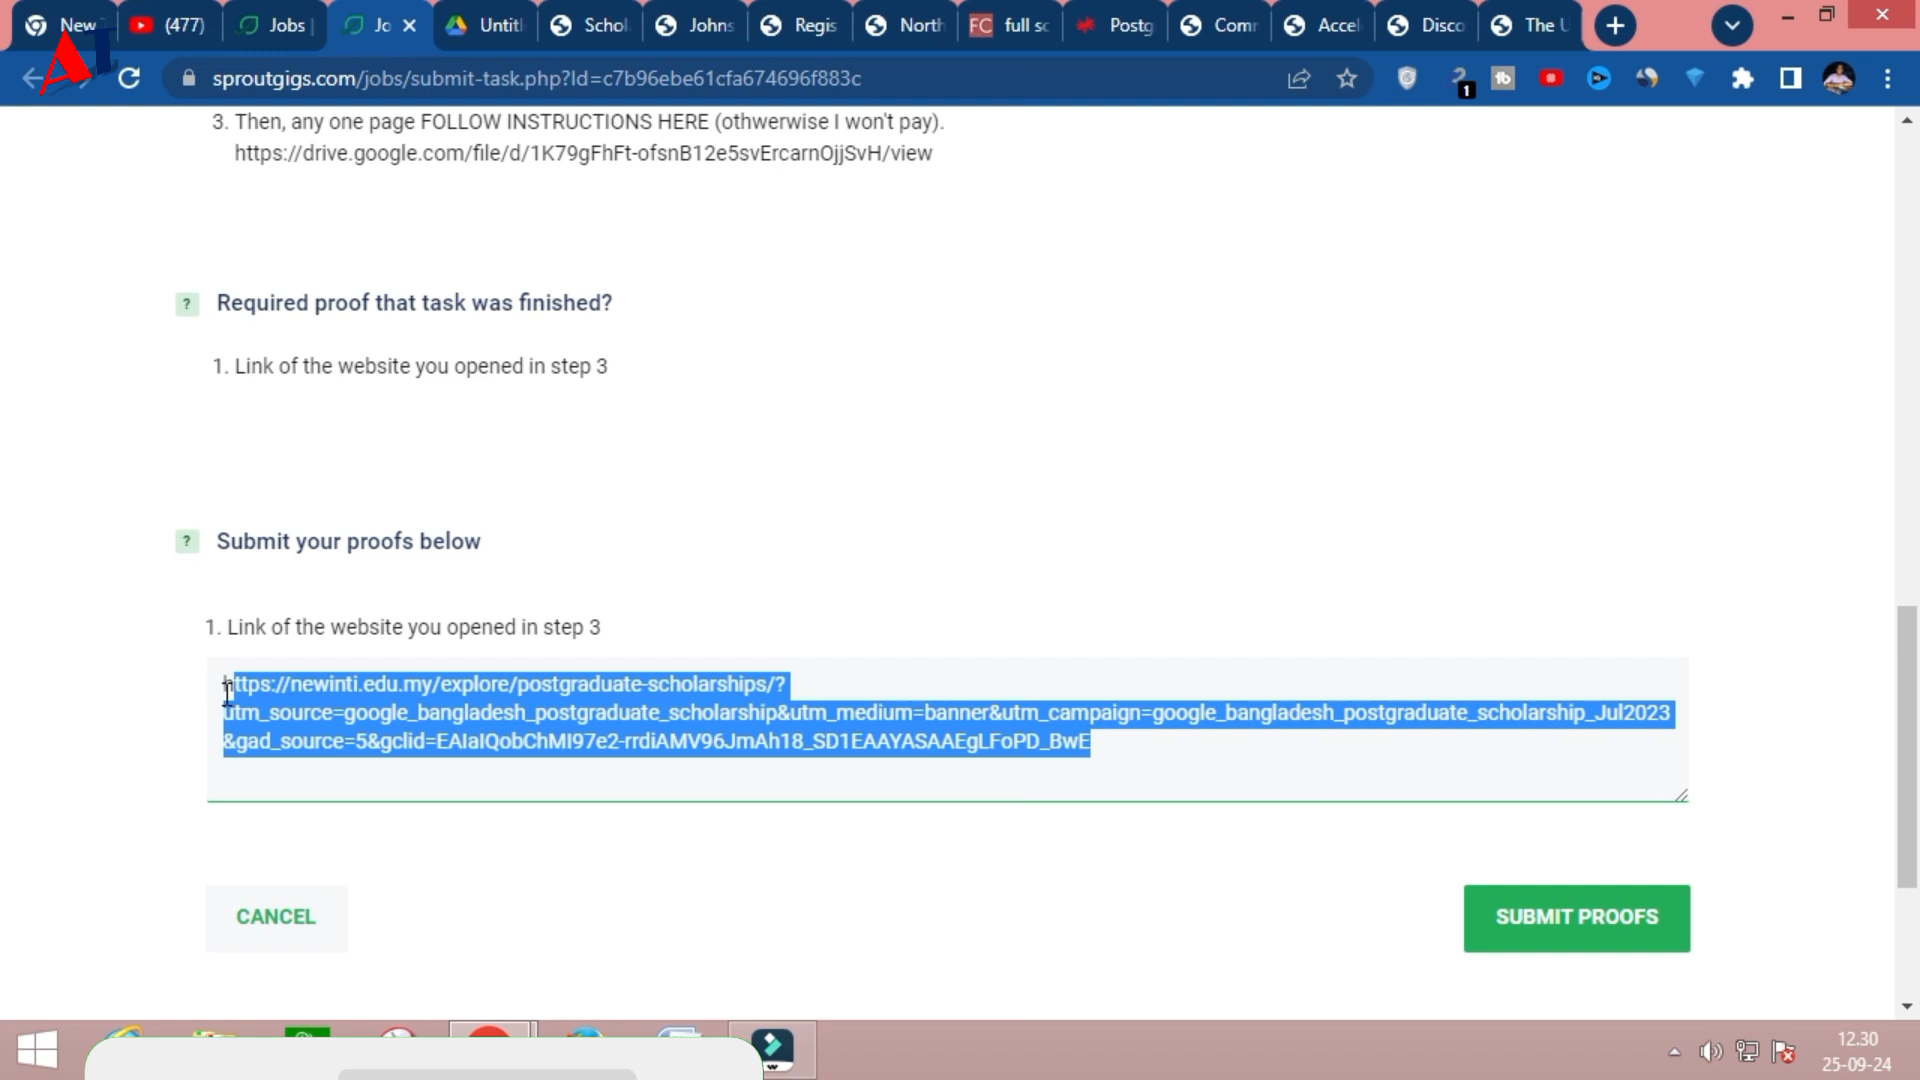 New
(477)
Jobs |
Jo
Untitl
Schol
Johns
Regis
North
FC
full sc
Postg
Comr
Accel
Disco
The U
AI
sproutgigs.com/jobs/submit-task.php?Id=c7b96ebe61cfa674696f883c
1
3. Then, any one page FOLLOW INSTRUCTIONS HERE (othwerwise I won't pay).
https://drive.google.com/file/d/1K79gFhFt-ofsnB12e5svErcarnOjjSvH/view
? Required proof that task was finished?
1. Link of the website you opened in step 3
? Submit your proofs below
1. Link of the website you opened in step 3
https://newinti.edu.my/explore/postgraduate-scholarships/?
utm_source=google_bangladesh_postgraduate_scholarship&utm_medium=banner&utm_campaign=google_bangladesh_postgraduate_scholarship_Jul2023
&gad_source=5&gclid=EAIaIQobChMI97e2-rrdiAMV96JmAh18_SD1EAAYASAAEgLFoPD_BwE
CANCEL
SUBMIT PROOFS
12.30
25-09-24